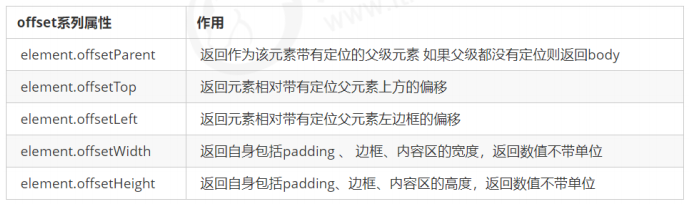 offset系列属性 作用
element.offsetParent 返回作为该元素带有定位的父级元素 如果父级都没有定位则返回body
element.offsetTop 返回元素相对带有定位父元素上方的偏移
element.offsetLeft 返回元素相对带有定位父元素左边框的偏移
element.offsetWidth 返回自身包括padding 、 边框、内容区的宽度，返回数值不带单位
element.offsetHeight 返回自身包括padding、边框、内容区的高度，返回数值不带单位